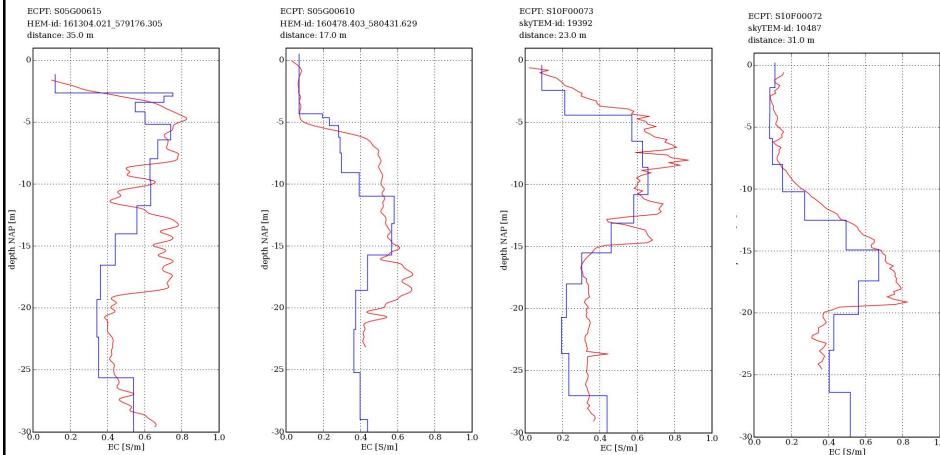 ECPT: S05G00615
HEM-id: 161304.021_579176.305
distance: 35.0 m
0
-5
-10
-15
-20
-25
-30
depth NAP [m]
0.0 0.2 0.4 0.6 0.8 1.0
EC [S/m]
ECPT: S05G00610
HEM-id: 160478.403_580431.629
distance: 17.0 m
0
-5
-10
-15
-20
-25
-30
depth NAP [m]
0.0 0.2 0.4 0.6 0.8 1.0
EC [S/m]
ECPT: S10F00073
skyTEM-id: 19392
distance: 23.0 m
0
-5
-10
-15
-20
-25
-30
depth NAP [m]
0.0 0.2 0.4 0.6 0.8 1.0
EC [S/m]
ECPT: S10F00072
skyTEM-id: 10487
distance: 31.0 m
0
-5
-10
-15
-20
-25
-30
0.0 0.2 0.4 0.6 0.8 1.0
EC [S/m]